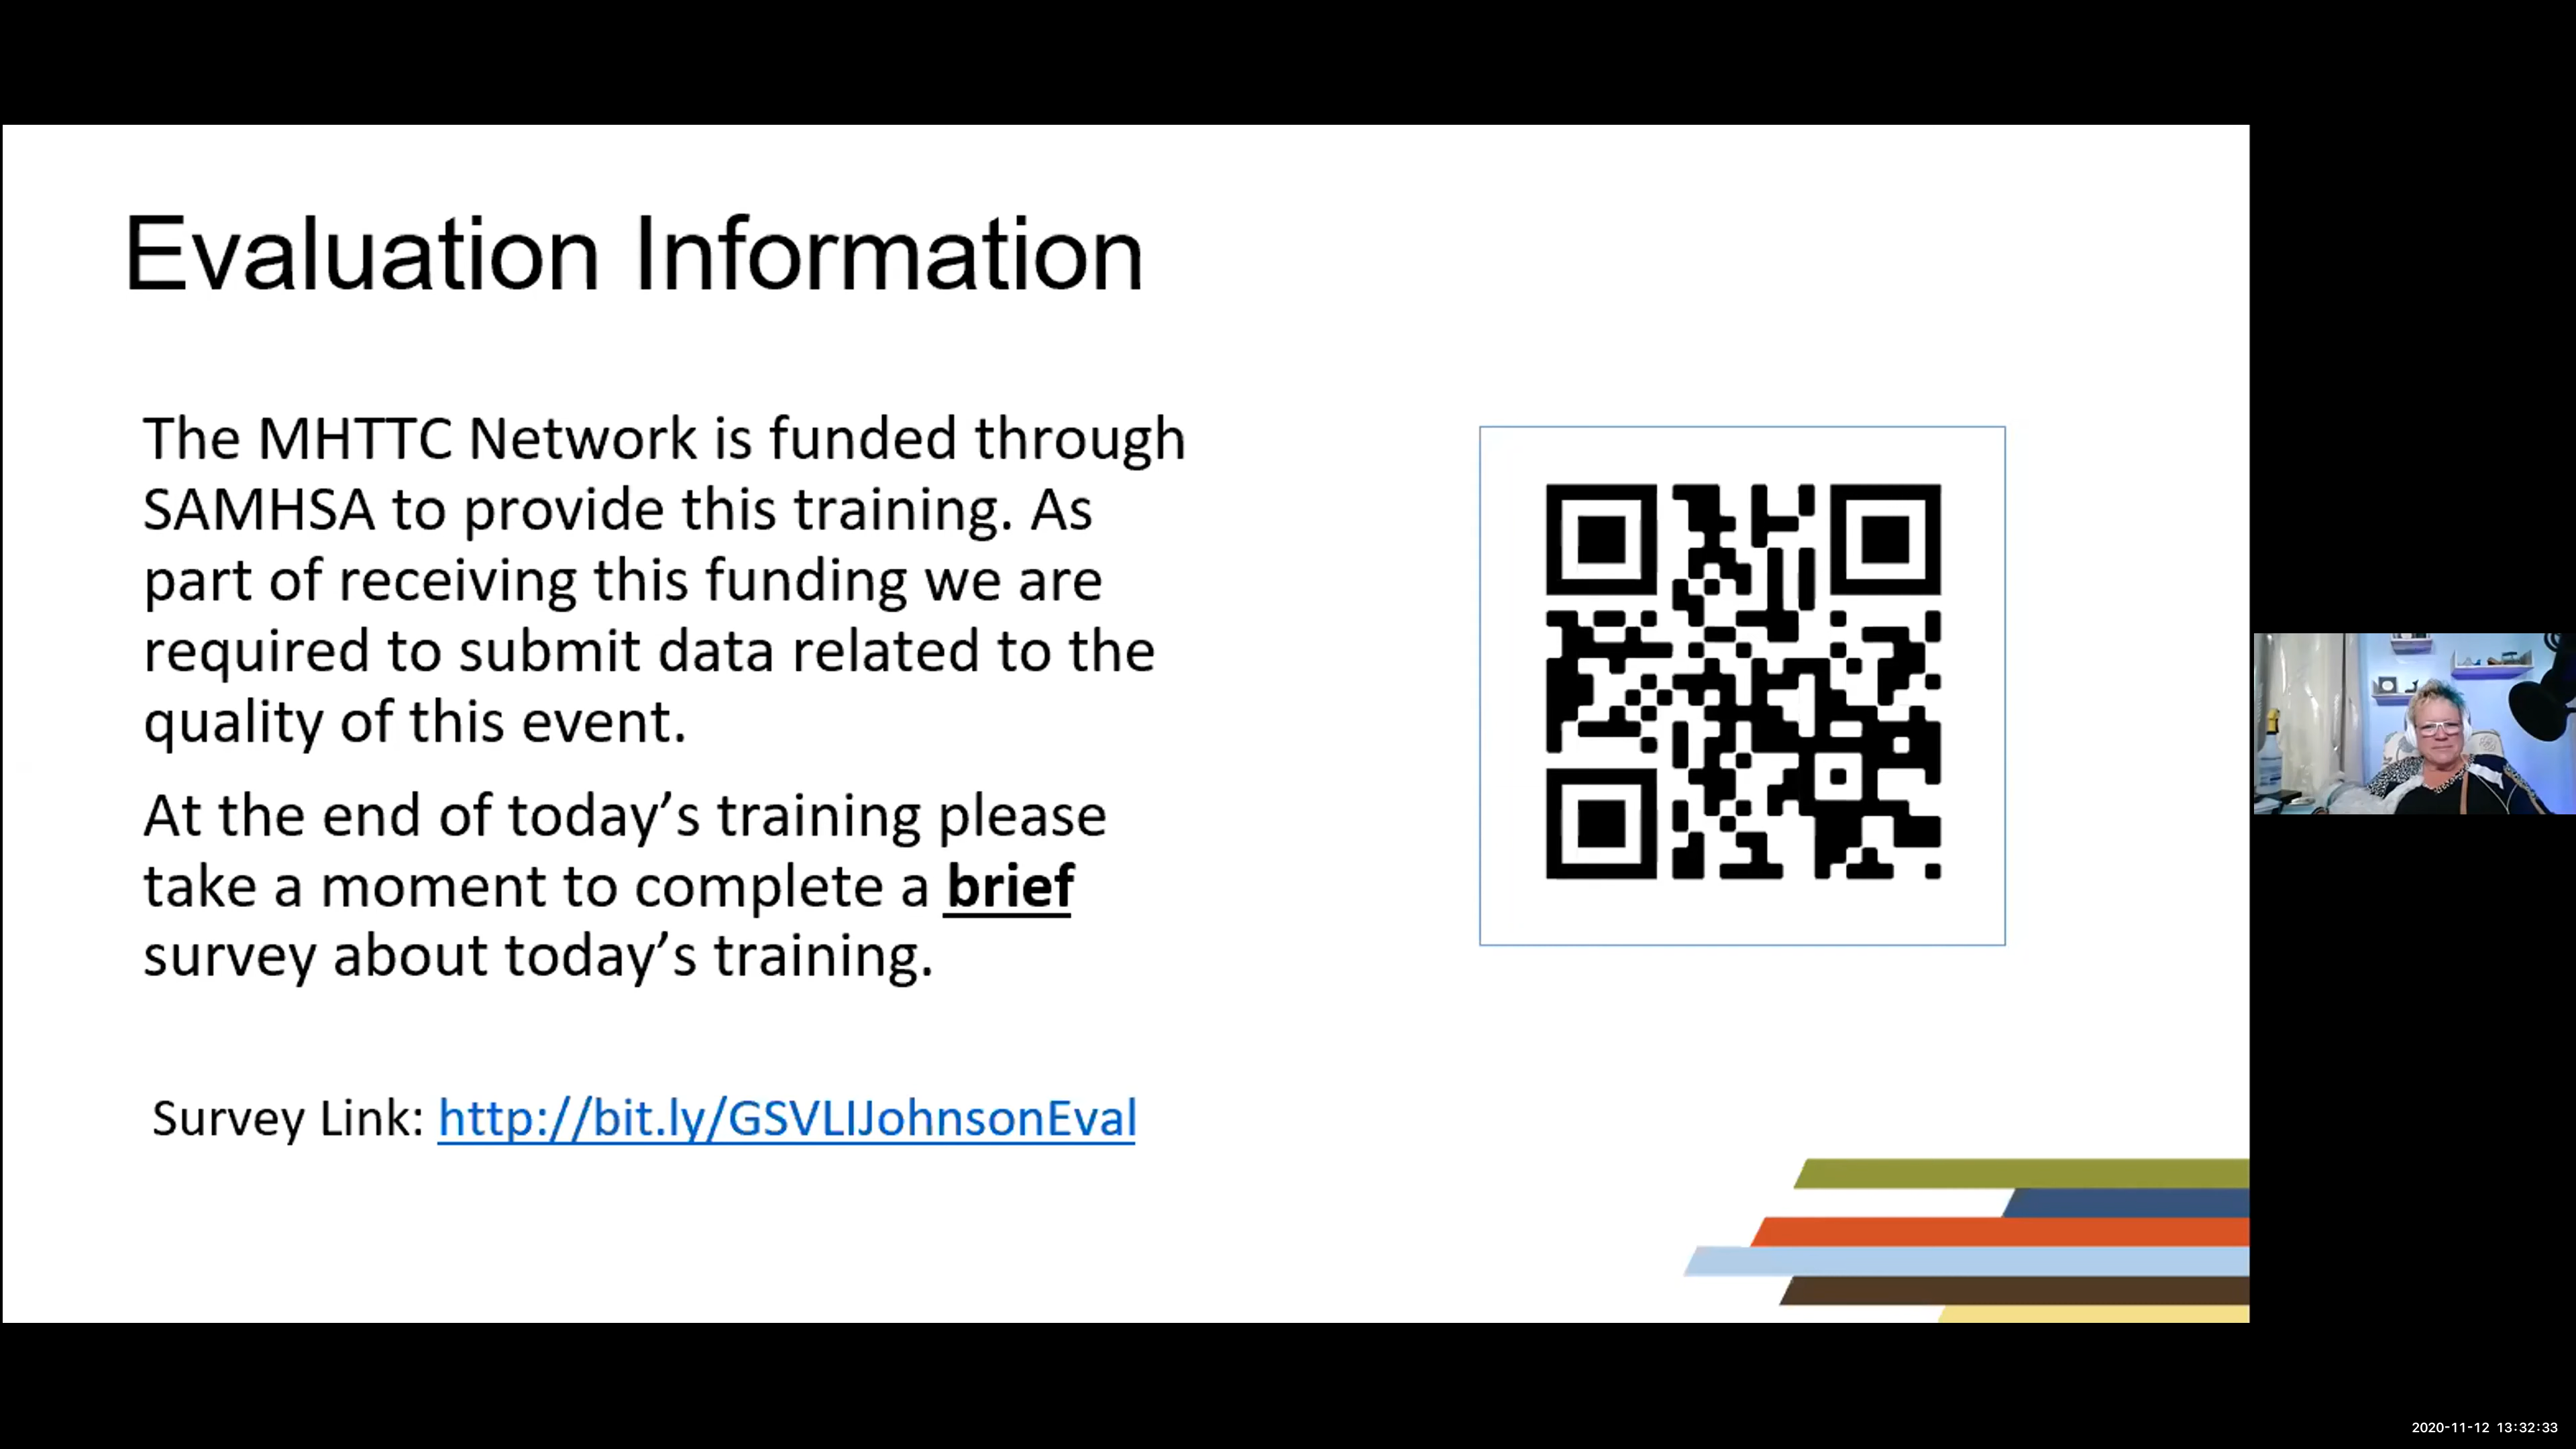 Evaluation Information
The MHTTC Network is funded through
SAMHSA to provide this training. As
part of receiving this funding we are
required to submit data related to the
quality of this event.
At the end of today’s training please
take a moment to complete a brief
survey about today’s training.
Survey Link: http://bit.ly/GSVLIJohnsonEval
2020-11-12 13:32:33